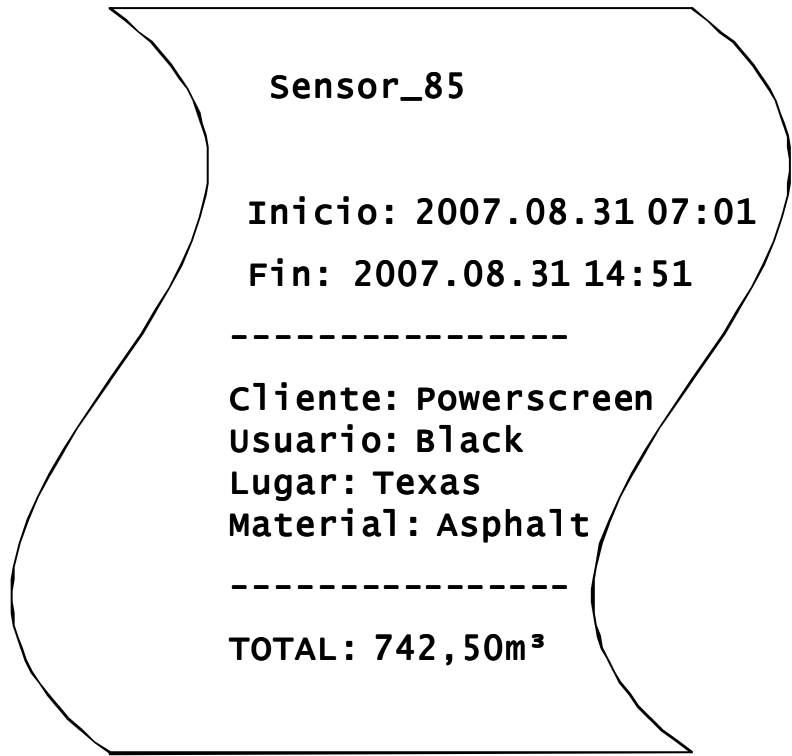 Sensor_85
Inicio: 2007.08.31 07:01
Fin: 2007.08.31 14:51
----------------
Cliente: Powerscreen
Usuario: Black
Lugar: Texas
Material: Asphalt
----------------
TOTAL: 742,50m³